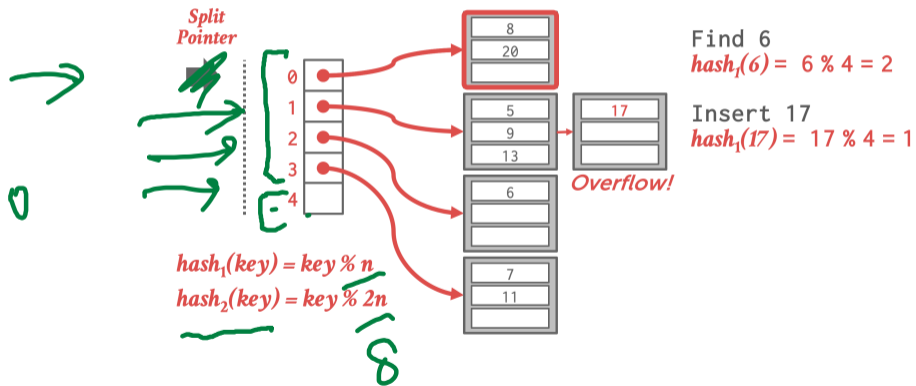 Split
Pointer
0
1
2
3
4
8
20
5
9
13
17
Overflow!
6
7
11
Find 6
hash₁(6) = 6 % 4 = 2
Insert 17
hash₁(17) = 17 % 4 = 1
hash₁(key) = key % n
hash₂(key) = key % 2n
8
0